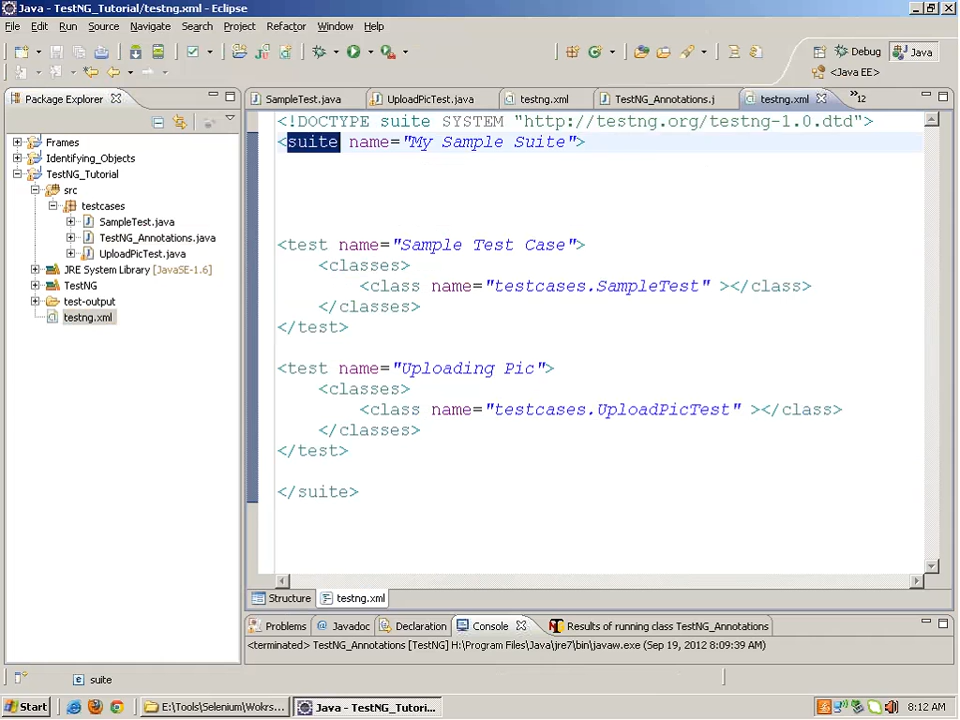 Java - TestNG_Tutorial/testng.xml - Eclipse
File Edit Run Source Navigate Search Project Refactor Window Help
Debug Java
<Java EE>
Package Explorer
SampleTest.java UploadPicTest.java testng.xml TestNG_Annotations.j testng.xml »12
Frames
Identifying_Objects
TestNG_Tutorial
src
testcases
SampleTest.java
TestNG_Annotations.java
UploadPicTest.java
JRE System Library [JavaSE-1.6]
TestNG
test-output
testng.xml
<!DOCTYPE suite SYSTEM "http://testng.org/testng-1.0.dtd">
<suite name="My Sample Suite">
<test name="Sample Test Case">
<classes>
<class name="testcases.SampleTest" ></class>
</classes>
</test>
<test name="Uploading Pic">
<classes>
<class name="testcases.UploadPicTest" ></class>
</classes>
</test>
</suite>
Structure testng.xml
Problems @ Javadoc Declaration Console Results of running class TestNG_Annotations
<terminated> TestNG_Annotations [TestNG] H:\Program Files\Java\jre7\bin\javaw.exe (Sep 19, 2012 8:09:39 AM)
e suite
Start E:\Tools\Selenium\Wokrs... Java - TestNG_Tutori... 8:12 AM